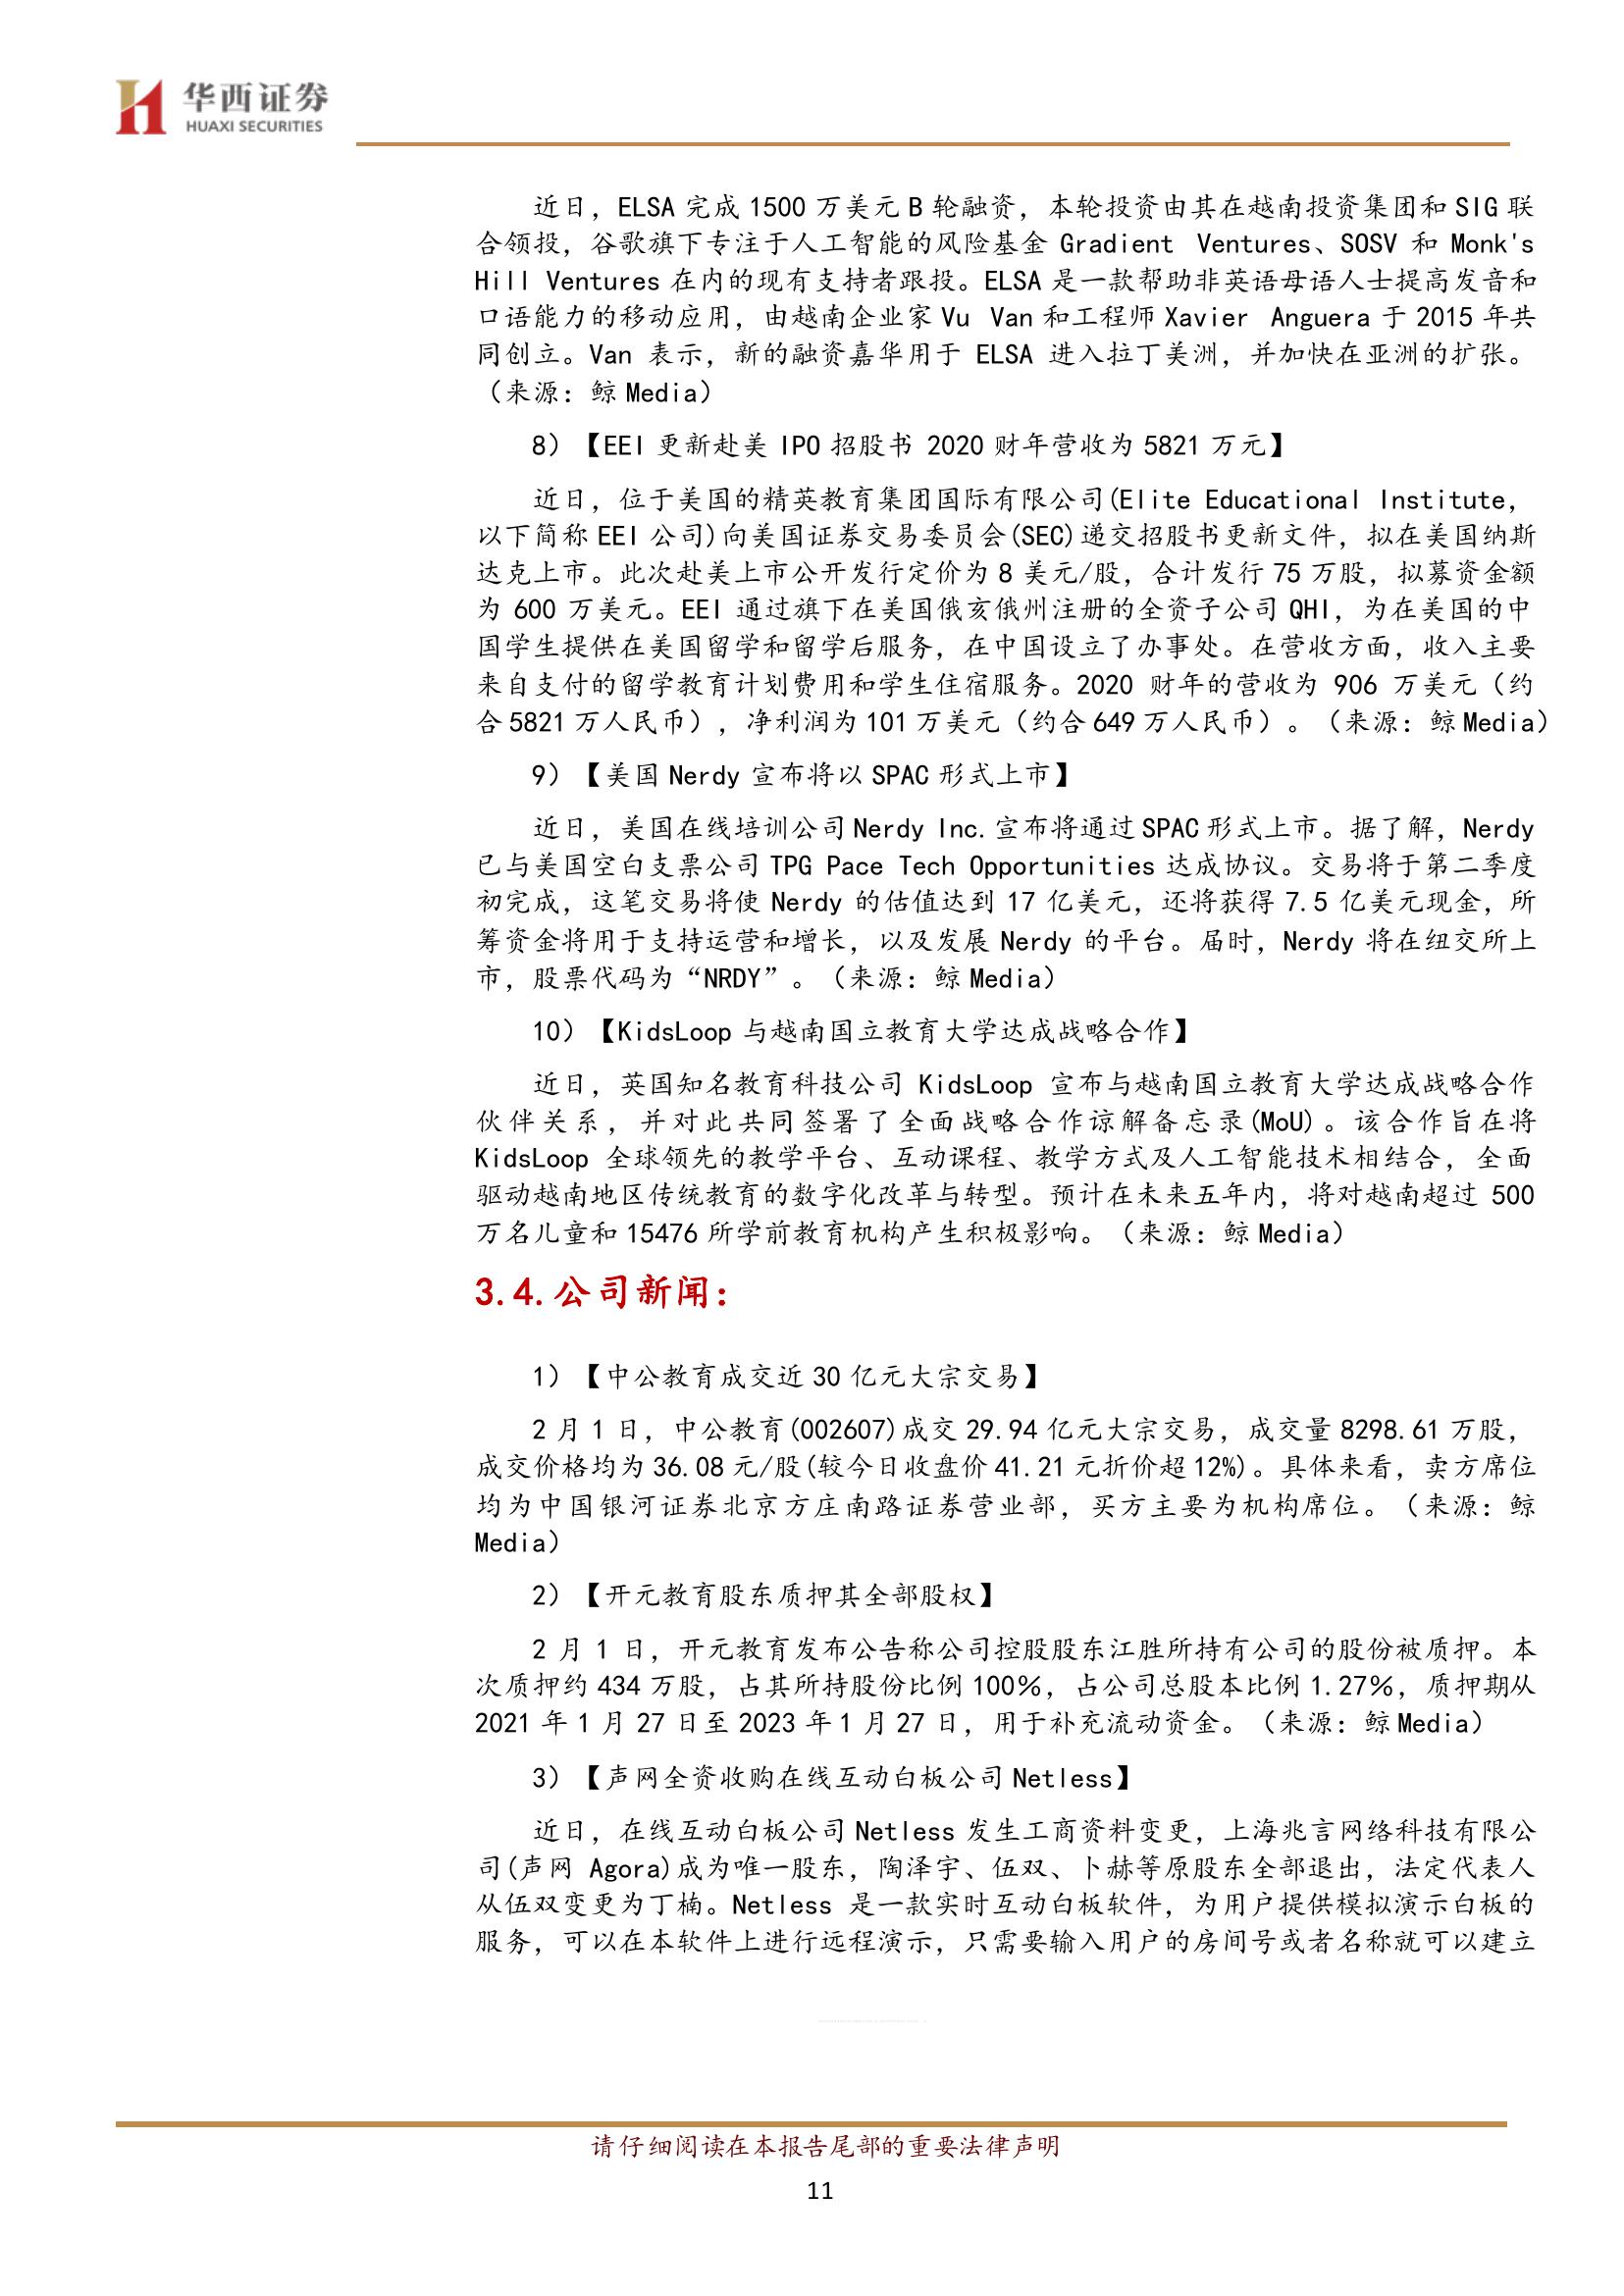 华西证券
HUAXI SECURITIES
近日，ELSA 完成 1500 万美元 B 轮融资，本轮投资由其在越南投资集团和 SIG 联
合领投，谷歌旗下专注于人工智能的风险基金 Gradient Ventures、SOSV 和 Monk's
Hill Ventures 在内的现有支持者跟投。ELSA 是一款帮助非英语母语人士提高发音和
口语能力的移动应用，由越南企业家 Vu Van 和工程师 Xavier Anguera 于 2015 年共
同创立。Van 表示，新的融资嘉华用于 ELSA 进入拉丁美洲，并加快在亚洲的扩张。
（来源：鲸 Media）
8）【EEI 更新赴美 IPO 招股书 2020 财年营收为 5821 万元】
近日，位于美国的精英教育集团国际有限公司(Elite Educational Institute，
以下简称 EEI 公司)向美国证券交易委员会(SEC)递交招股书更新文件，拟在美国纳斯
达克上市。此次赴美上市公开发行定价为 8 美元/股，合计发行 75 万股，拟募资金额
为 600 万美元。EEI 通过旗下在美国俄亥俄州注册的全资子公司 QHI，为在美国的中
国学生提供在美国留学和留学后服务，在中国设立了办事处。在营收方面，收入主要
来自支付的留学教育计划费用和学生住宿服务。2020 财年的营收为 906 万美元（约
合 5821 万人民币），净利润为 101 万美元（约合 649 万人民币）。（来源：鲸 Media）
9）【美国 Nerdy 宣布将以 SPAC 形式上市】
近日，美国在线培训公司 Nerdy Inc.宣布将通过 SPAC 形式上市。据了解，Nerdy
已与美国空白支票公司 TPG Pace Tech Opportunities 达成协议。交易将于第二季度
初完成，这笔交易将使 Nerdy 的估值达到 17 亿美元，还将获得 7.5 亿美元现金，所
筹资金将用于支持运营和增长，以及发展 Nerdy 的平台。届时，Nerdy 将在纽交所上
市，股票代码为“NRDY”。（来源：鲸 Media）
10）【KidsLoop 与越南国立教育大学达成战略合作】
近日，英国知名教育科技公司 KidsLoop 宣布与越南国立教育大学达成战略合作
伙伴关系，并对此共同签署了全面战略合作谅解备忘录(MoU)。该合作旨在将
KidsLoop 全球领先的教学平台、互动课程、教学方式及人工智能技术相结合，全面
驱动越南地区传统教育的数字化改革与转型。预计在未来五年内，将对越南超过 500
万名儿童和 15476 所学前教育机构产生积极影响。（来源：鲸 Media）
3.4.公司新闻：
1）【中公教育成交近 30 亿元大宗交易】
2 月 1 日，中公教育(002607)成交 29.94 亿元大宗交易，成交量 8298.61 万股，
成交价格均为 36.08 元/股(较今日收盘价 41.21 元折价超 12%)。具体来看，卖方席位
均为中国银河证券北京方庄南路证券营业部，买方主要为机构席位。（来源：鲸
Media）
2）【开元教育股东质押其全部股权】
2 月 1 日，开元教育发布公告称公司控股股东江胜所持有公司的股份被质押。本
次质押约 434 万股，占其所持股份比例 100%，占公司总股本比例 1.27%，质押期从
2021 年 1 月 27 日至 2023 年 1 月 27 日，用于补充流动资金。（来源：鲸 Media）
3）【声网全资收购在线互动白板公司 Netless】
近日，在线互动白板公司 Netless 发生工商资料变更，上海兆言网络科技有限公
司(声网 Agora)成为唯一股东，陶泽宇、伍双、卜赫等原股东全部退出，法定代表人
从伍双变更为丁楠。Netless 是一款实时互动白板软件，为用户提供模拟演示白板的
服务，可以在本软件上进行远程演示，只需要输入用户的房间号或者名称就可以建立
请仔细阅读在本报告尾部的重要法律声明
11